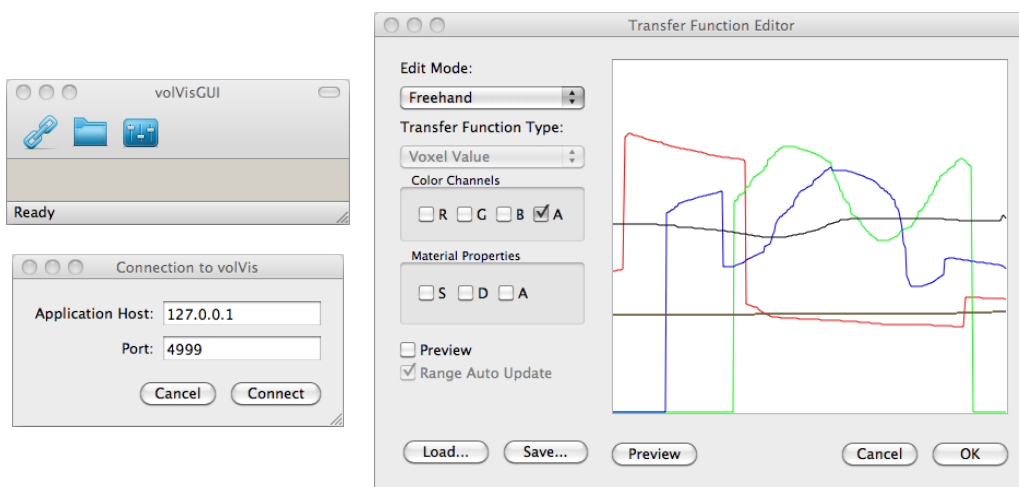 volVisGUI
Ready
Connection to volVis
Application Host: 127.0.0.1
Port: 4999
Cancel Connect
Transfer Function Editor
Edit Mode:
Freehand
Transfer Function Type:
Voxel Value
Color Channels
R G B A
Material Properties
S D A
Preview
Range Auto Update
Load... Save... Preview Cancel OK